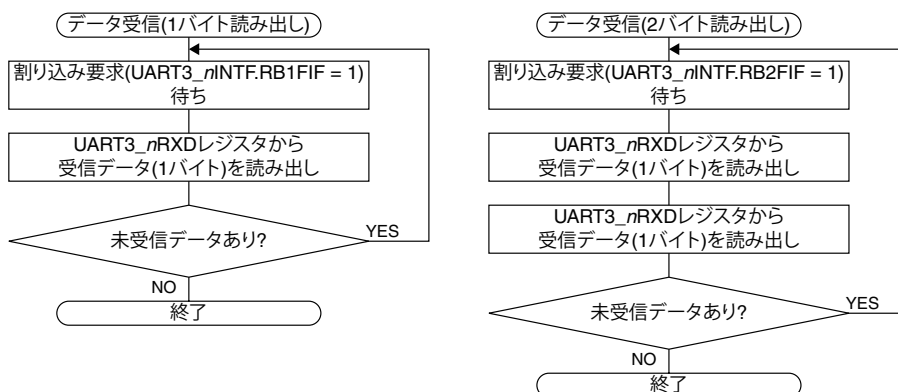 データ受信(1バイト読み出し)
割り込み要求(UART3_nINTF.RB1FIF = 1)
待ち
UART3_nRXDレジスタから
受信データ(1バイト)を読み出し
未受信データあり?
YES
NO
終了
データ受信(2バイト読み出し)
割り込み要求(UART3_nINTF.RB2FIF = 1)
待ち
UART3_nRXDレジスタから
受信データ(1バイト)を読み出し
UART3_nRXDレジスタから
受信データ(1バイト)を読み出し
未受信データあり?
YES
NO
終了